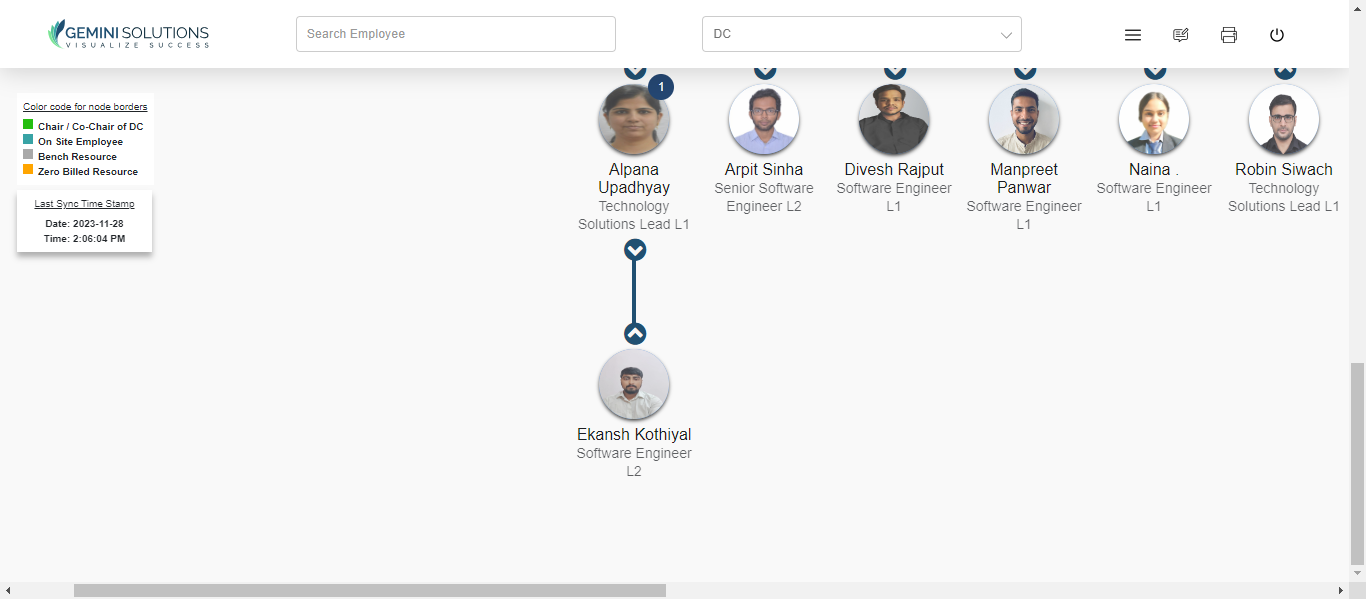 GEMINI SOLUTIONS
VISUALIZE SUCCESS
Search Employee
DC
Color code for node borders
Chair / Co-Chair of DC
On Site Employee
Bench Resource
Zero Billed Resource
Last Sync Time Stamp
Date: 2023-11-28
Time: 2:06:04 PM
1
Alpana
Upadhyay
Technology
Solutions Lead L1
Arpit Sinha
Senior Software
Engineer L2
Divesh Rajput
Software Engineer
L1
Manpreet
Panwar
Software Engineer
L1
Naina .
Software Engineer
L1
Robin Siwach
Technology
Solutions Lead L1
Ekansh Kothiyal
Software Engineer
L2